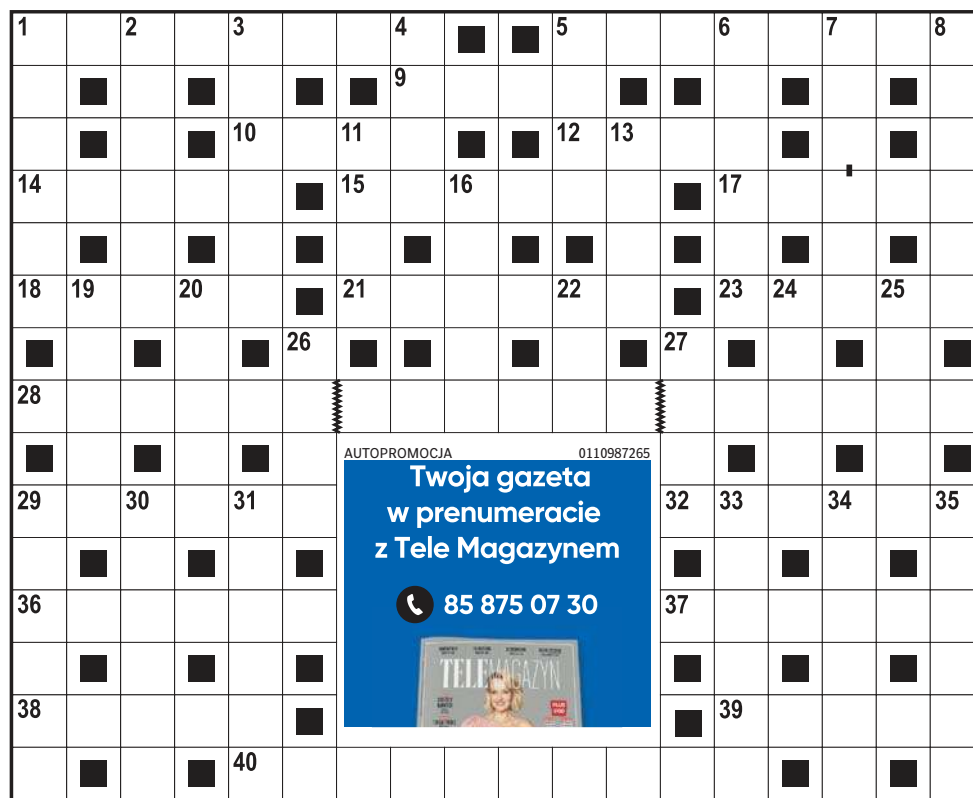 1 2 3 4 5 6 7 8
9
10 11 12 13
14 15 16 17
18 19 20 21 22 23 24 25
26 27
28
AUTOPROMOCJA 0110987265
Twoja gazeta
w prenumeracie
z Tele Magazynem
29 30 31 32 33 34 35
85 875 07 30
36 37
TELEMAGAZYN
38 39
40